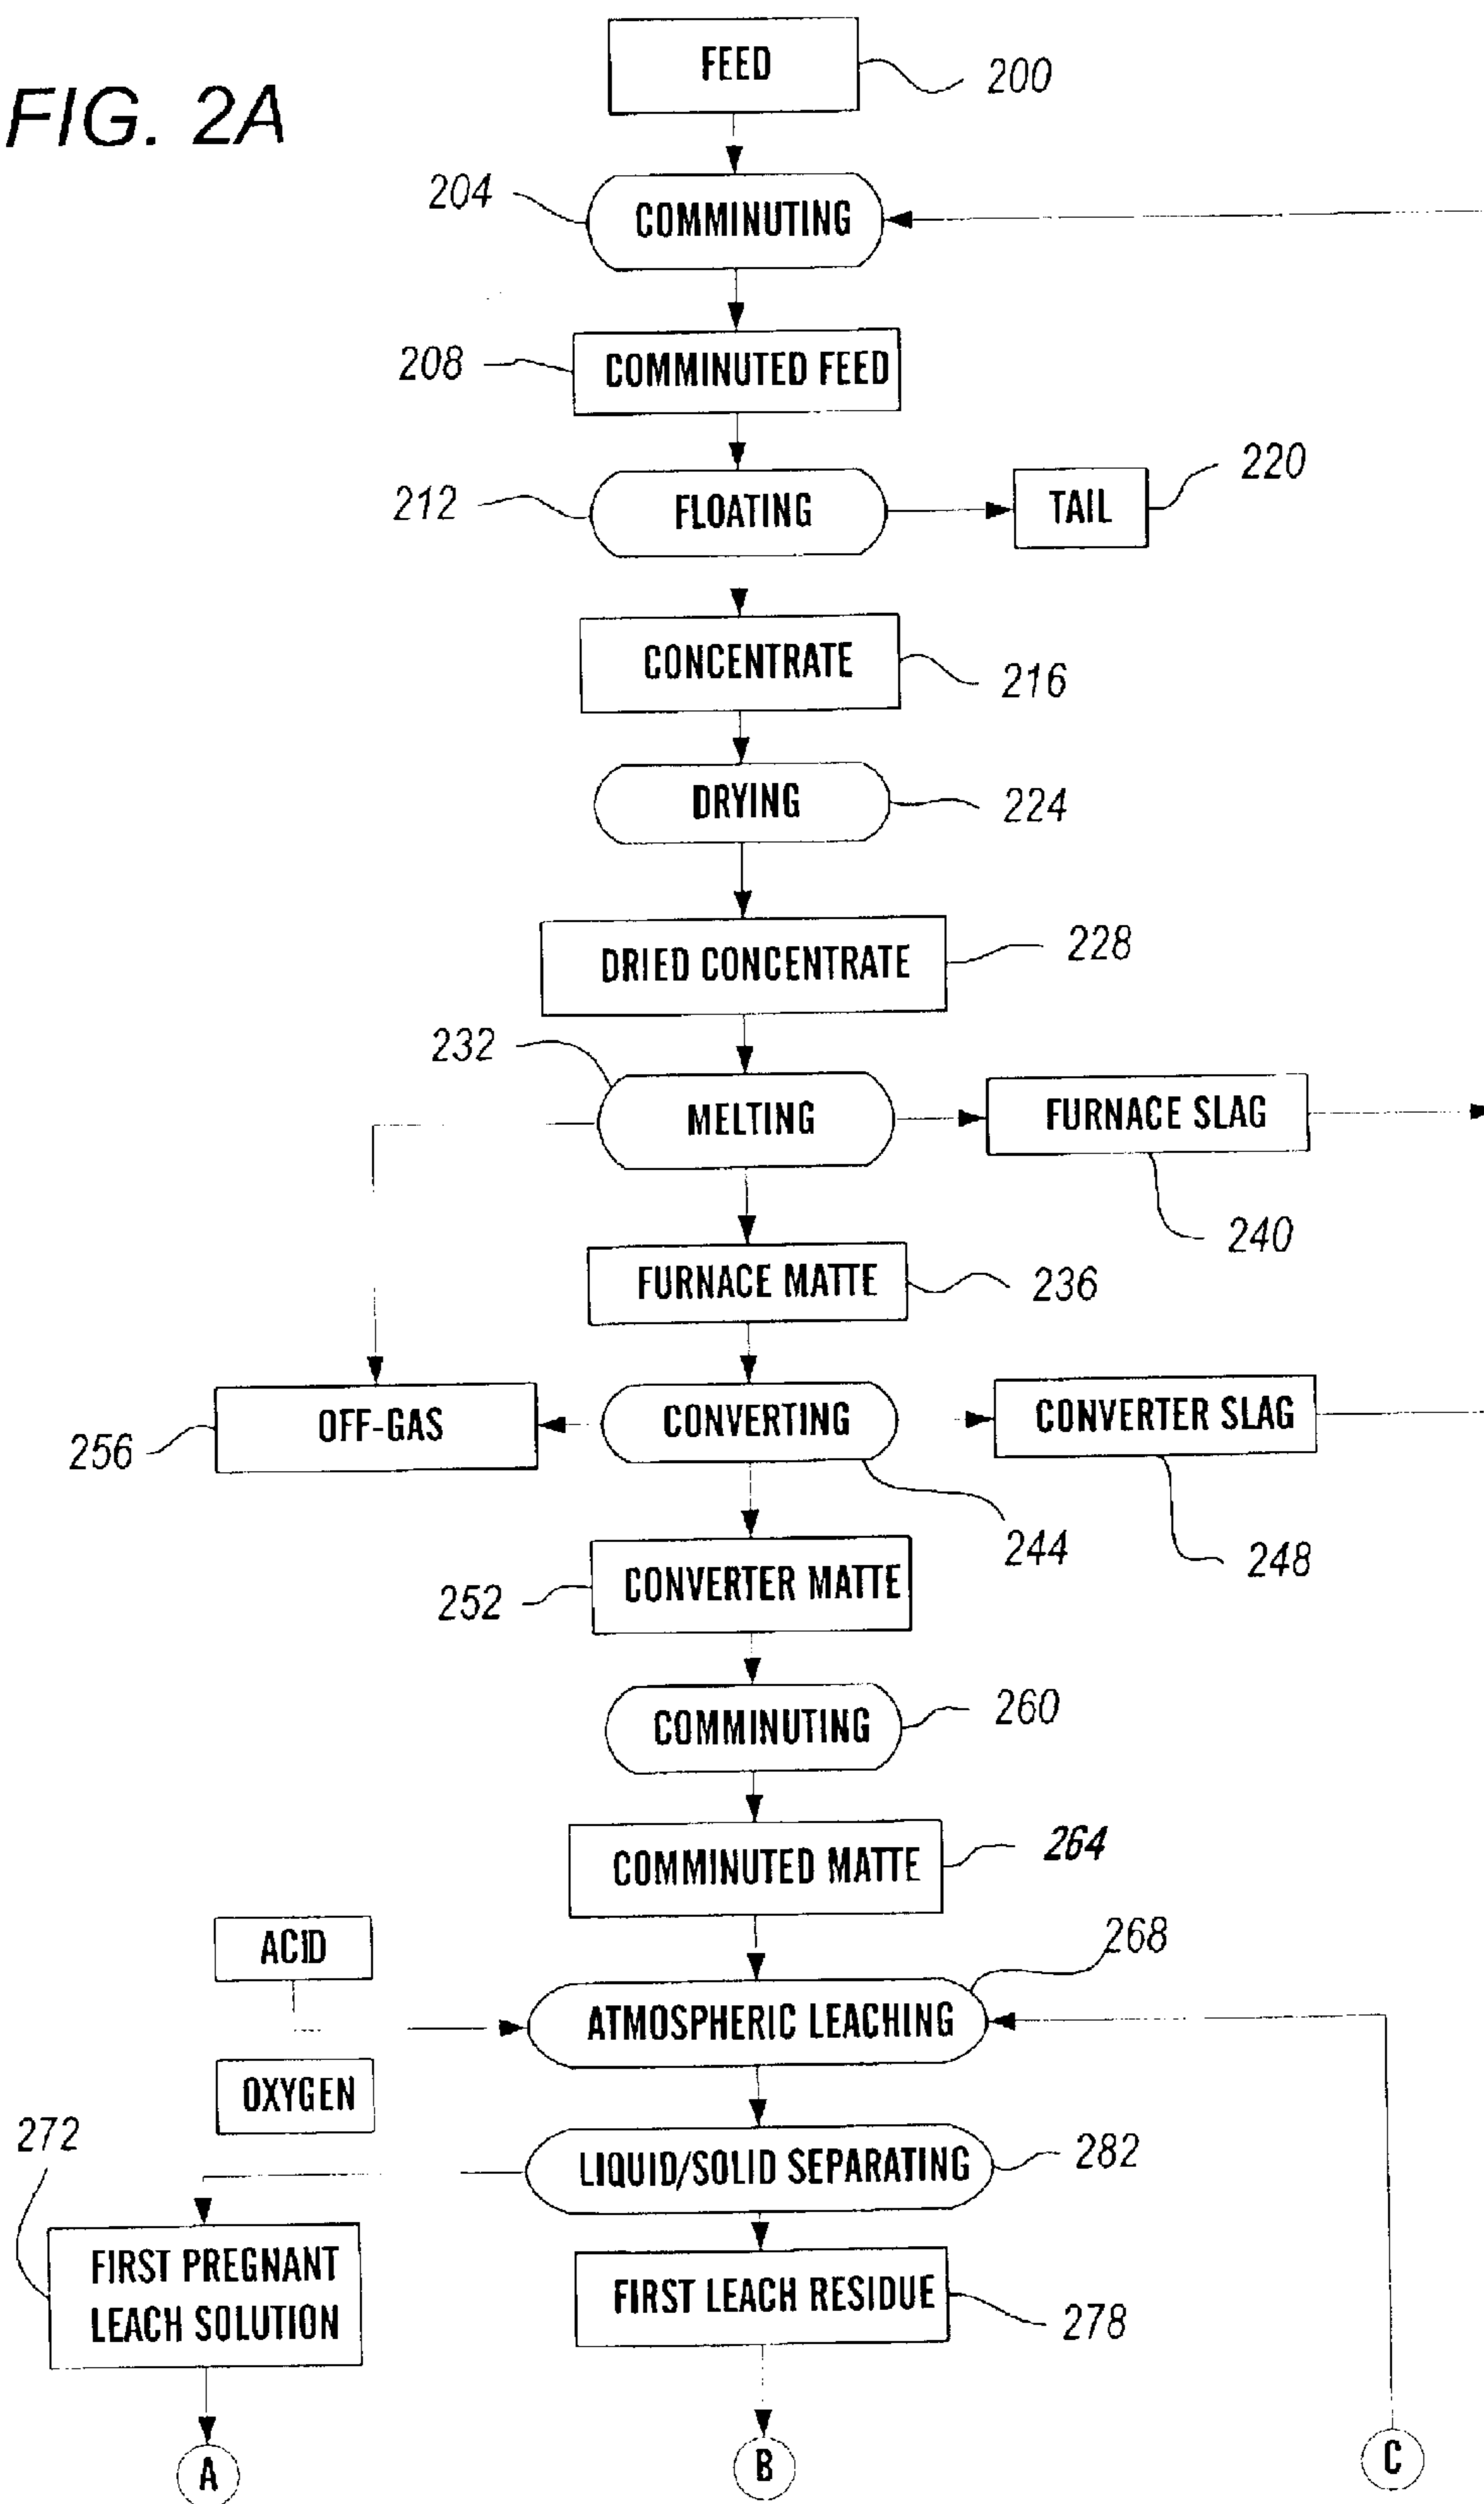 FIG. 2A
FEED
200
204
COMMINUTING
208
COMMINUTED FEED
212
FLOATING
TAIL
220
CONCENTRATE
216
DRYING
224
DRIED CONCENTRATE
228
232
MELTING
FURNACE SLAG
240
FURNACE MATTE
236
OFF-GAS
256
CONVERTING
244
CONVERTER SLAG
248
252
CONVERTER MATTE
COMMINUTING
260
COMMINUTED MATTE
264
ACID
268
ATMOSPHERIC LEACHING
OXYGEN
272
LIQUID/SOLID SEPARATING
282
FIRST PREGNANT
LEACH SOLUTION
FIRST LEACH RESIDUE
278
A
B
C